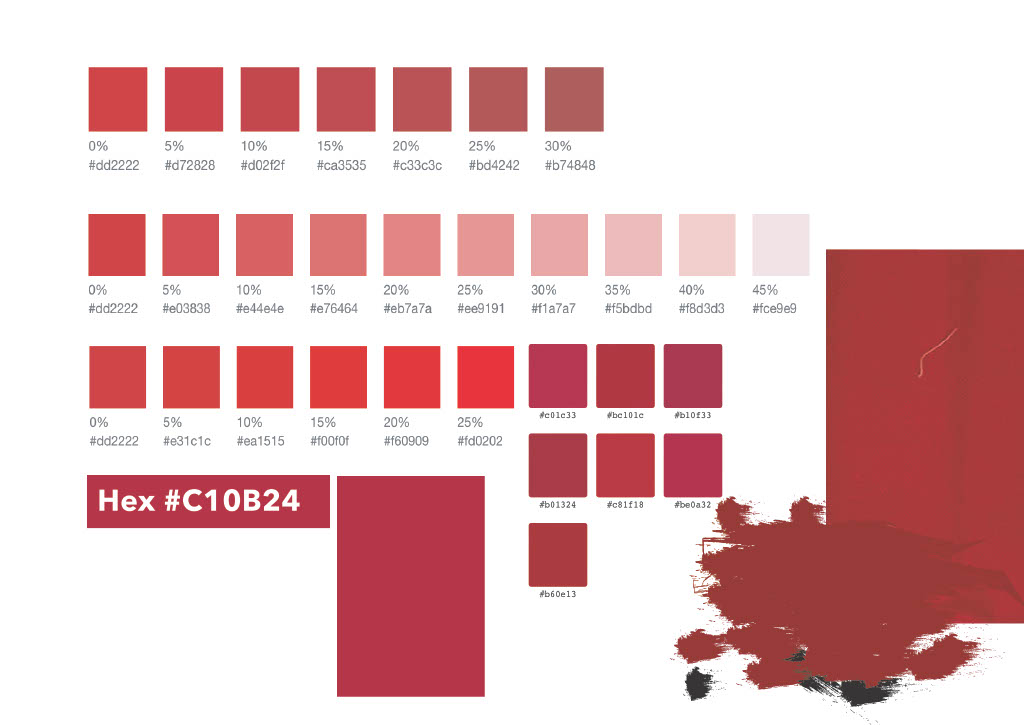 0% 5% 10% 15% 20% 25% 30%
#dd2222 #d72828 #d02f2f #ca3535 #c33c3c #bd4242 #b74848
0% 5% 10% 15% 20% 25% 30% 35% 40% 45%
#dd2222 #e03838 #e44e4e #e76464 #eb7a7a #ee9191 #f1a7a7 #f5bdbd #f8d3d3 #fce9e9
0% 5% 10% 15% 20% 25%
#dd2222 #e31c1c #ea1515 #f00f0f #f60909 #fd0202
#c01c33 #bc101c #b10f33
#b01324 #c81f18 #be0a32
#b60e13
Hex #C10B24